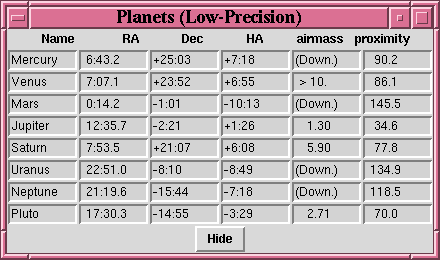 Planets (Low-Precision)
Name RA Dec HA airmass proximity
Mercury 6:43.2 +25:03 +7:18 (Down.) 90.2
Venus 7:07.1 +23:52 +6:55 > 10. 86.1
Mars 0:14.2 -1:01 -10:13 (Down.) 145.5
Jupiter 12:35.7 -2:21 +1:26 1.30 34.6
Saturn 7:53.5 +21:07 +6:08 5.90 77.8
Uranus 22:51.0 -8:10 -8:49 (Down.) 134.9
Neptune 21:19.6 -15:44 -7:18 (Down.) 118.5
Pluto 17:30.3 -14:55 -3:29 2.71 70.0
Hide